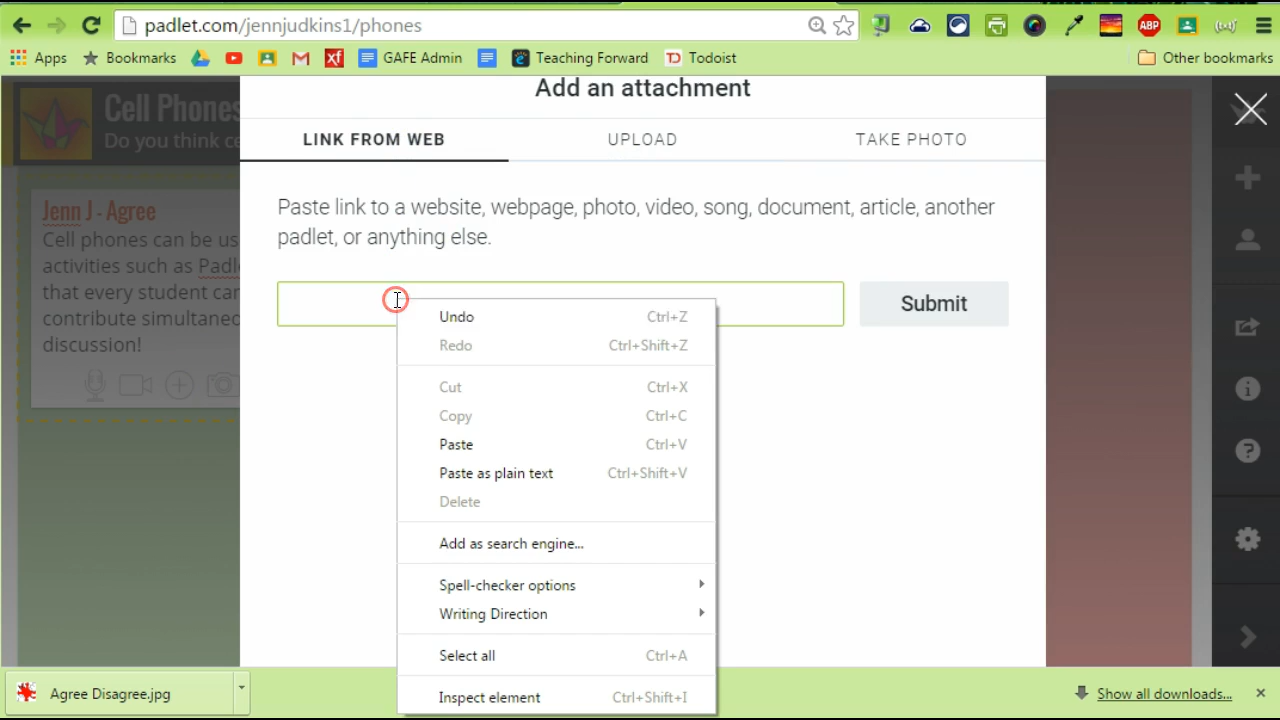 padlet.com/jennjudkins1/phones
ABP
Apps Bookmarks xf GAFE Admin Teaching Forward TD Todoist Other bookmarks
Add an attachment
Cell Phones
Do you think ce
LINK FROM WEB UPLOAD TAKE PHOTO
Jenn J - Agree
Cell phones can be us
activities such as Padl
that every student can
contribute simultaneo
discussion!
Paste link to a website, webpage, photo, video, song, document, article, another
padlet, or anything else.
Submit
Undo Ctrl+Z
Redo Ctrl+Shift+Z
Cut Ctrl+X
Copy Ctrl+C
Paste Ctrl+V
Paste as plain text Ctrl+Shift+V
Delete
Add as search engine...
Spell-checker options
Writing Direction
Select all Ctrl+A
Inspect element Ctrl+Shift+I
Agree Disagree.jpg Show all downloads...